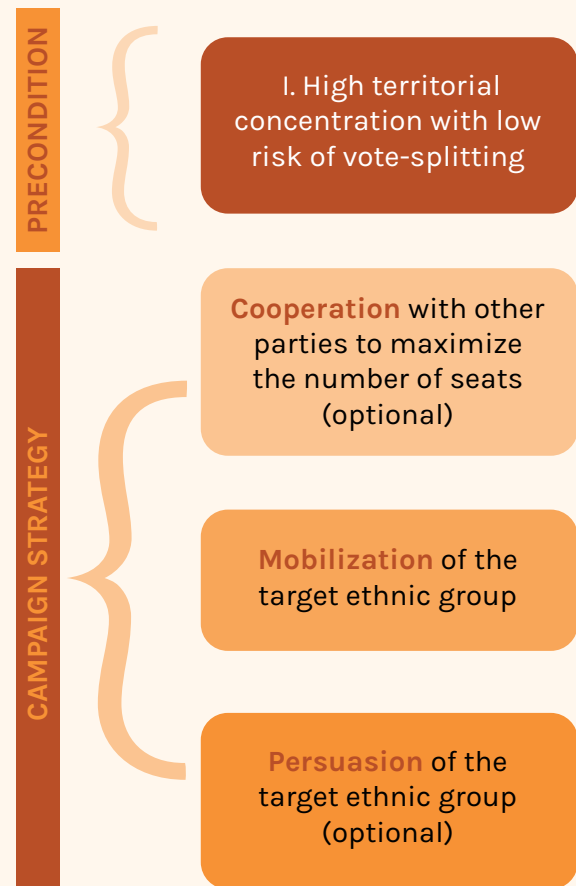 PRECONDITION
I. High territorial
concentration with low
risk of vote-splitting
CAMPAIGN STRATEGY
Cooperation with other
parties to maximize
the number of seats
(optional)
Mobilization of the
target ethnic group
Persuasion of the
target ethnic group
(optional)